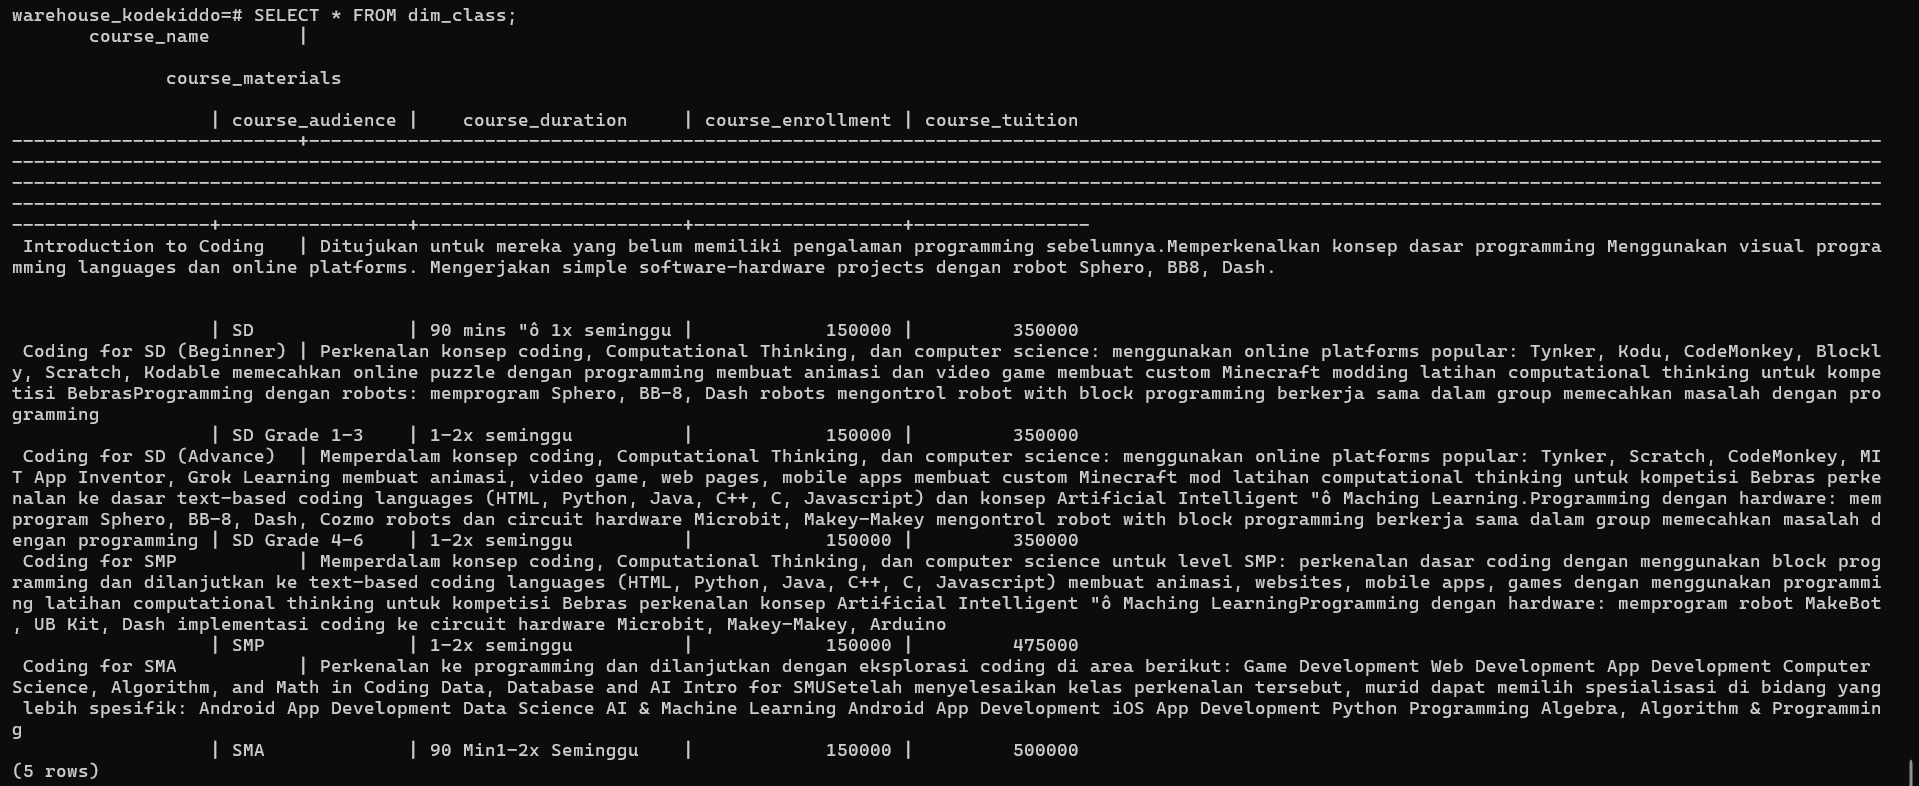 warehouse_kodekiddo=# SELECT * FROM dim_class;
course_name |
course_materials
| course_audience | course_duration | course_enrollment | course_tuition
--------------------------+----------------------------------------------------------------------------------------------------------------------------------------------
--------------------------------------------------------------------------------------------------------------------------------------------------------------------------
--------------------------------------------------------------------------------------------------------------------------------------------------------------------------
--------------------------------------------------------------------------------------------------------------------------------------------------------------------------
------------------+-----------------+------------------------+-------------------+----------------
Introduction to Coding | Ditujukan untuk mereka yang belum memiliki pengalaman programming sebelumnya.Memperkenalkan konsep dasar programming Menggunakan visual progra
mming languages dan online platforms. Mengerjakan simple software-hardware projects dengan robot Sphero, BB8, Dash.
| SD | 90 mins "ô 1x seminggu | 150000 | 350000
Coding for SD (Beginner) | Perkenalan konsep coding, Computational Thinking, dan computer science: menggunakan online platforms popular: Tynker, Kodu, CodeMonkey, Blockl
y, Scratch, Kodable memecahkan online puzzle dengan programming membuat animasi dan video game membuat custom Minecraft modding latihan computational thinking untuk kompe
tisi BebrasProgramming dengan robots: memprogram Sphero, BB-8, Dash robots mengontrol robot with block programming berkerja sama dalam group memecahkan masalah dengan pro
gramming
| SD Grade 1-3 | 1-2x seminggu | 150000 | 350000
Coding for SD (Advance) | Memperdalam konsep coding, Computational Thinking, dan computer science: menggunakan online platforms popular: Tynker, Scratch, CodeMonkey, MI
T App Inventor, Grok Learning membuat animasi, video game, web pages, mobile apps membuat custom Minecraft mod latihan computational thinking untuk kompetisi Bebras perke
nalan ke dasar text-based coding languages (HTML, Python, Java, C++, C, Javascript) dan konsep Artificial Intelligent "ô Maching Learning.Programming dengan hardware: mem
program Sphero, BB-8, Dash, Cozmo robots dan circuit hardware Microbit, Makey-Makey mengontrol robot with block programming berkerja sama dalam group memecahkan masalah d
engan programming | SD Grade 4-6 | 1-2x seminggu | 150000 | 350000
Coding for SMP | Memperdalam konsep coding, Computational Thinking, dan computer science untuk level SMP: perkenalan dasar coding dengan menggunakan block prog
ramming dan dilanjutkan ke text-based coding languages (HTML, Python, Java, C++, C, Javascript) membuat animasi, websites, mobile apps, games dengan menggunakan programmi
ng latihan computational thinking untuk kompetisi Bebras perkenalan konsep Artificial Intelligent "ô Maching LearningProgramming dengan hardware: memprogram robot MakeBot
, UB Kit, Dash implementasi coding ke circuit hardware Microbit, Makey-Makey, Arduino
| SMP | 1-2x seminggu | 150000 | 475000
Coding for SMA | Perkenalan ke programming dan dilanjutkan dengan eksplorasi coding di area berikut: Game Development Web Development App Development Computer
Science, Algorithm, and Math in Coding Data, Database and AI Intro for SMUSetelah menyelesaikan kelas perkenalan tersebut, murid dapat memilih spesialisasi di bidang yang
lebih spesifik: Android App Development Data Science AI & Machine Learning Android App Development iOS App Development Python Programming Algebra, Algorithm & Programmin
g
| SMA | 90 Min1-2x Seminggu | 150000 | 500000
(5 rows)